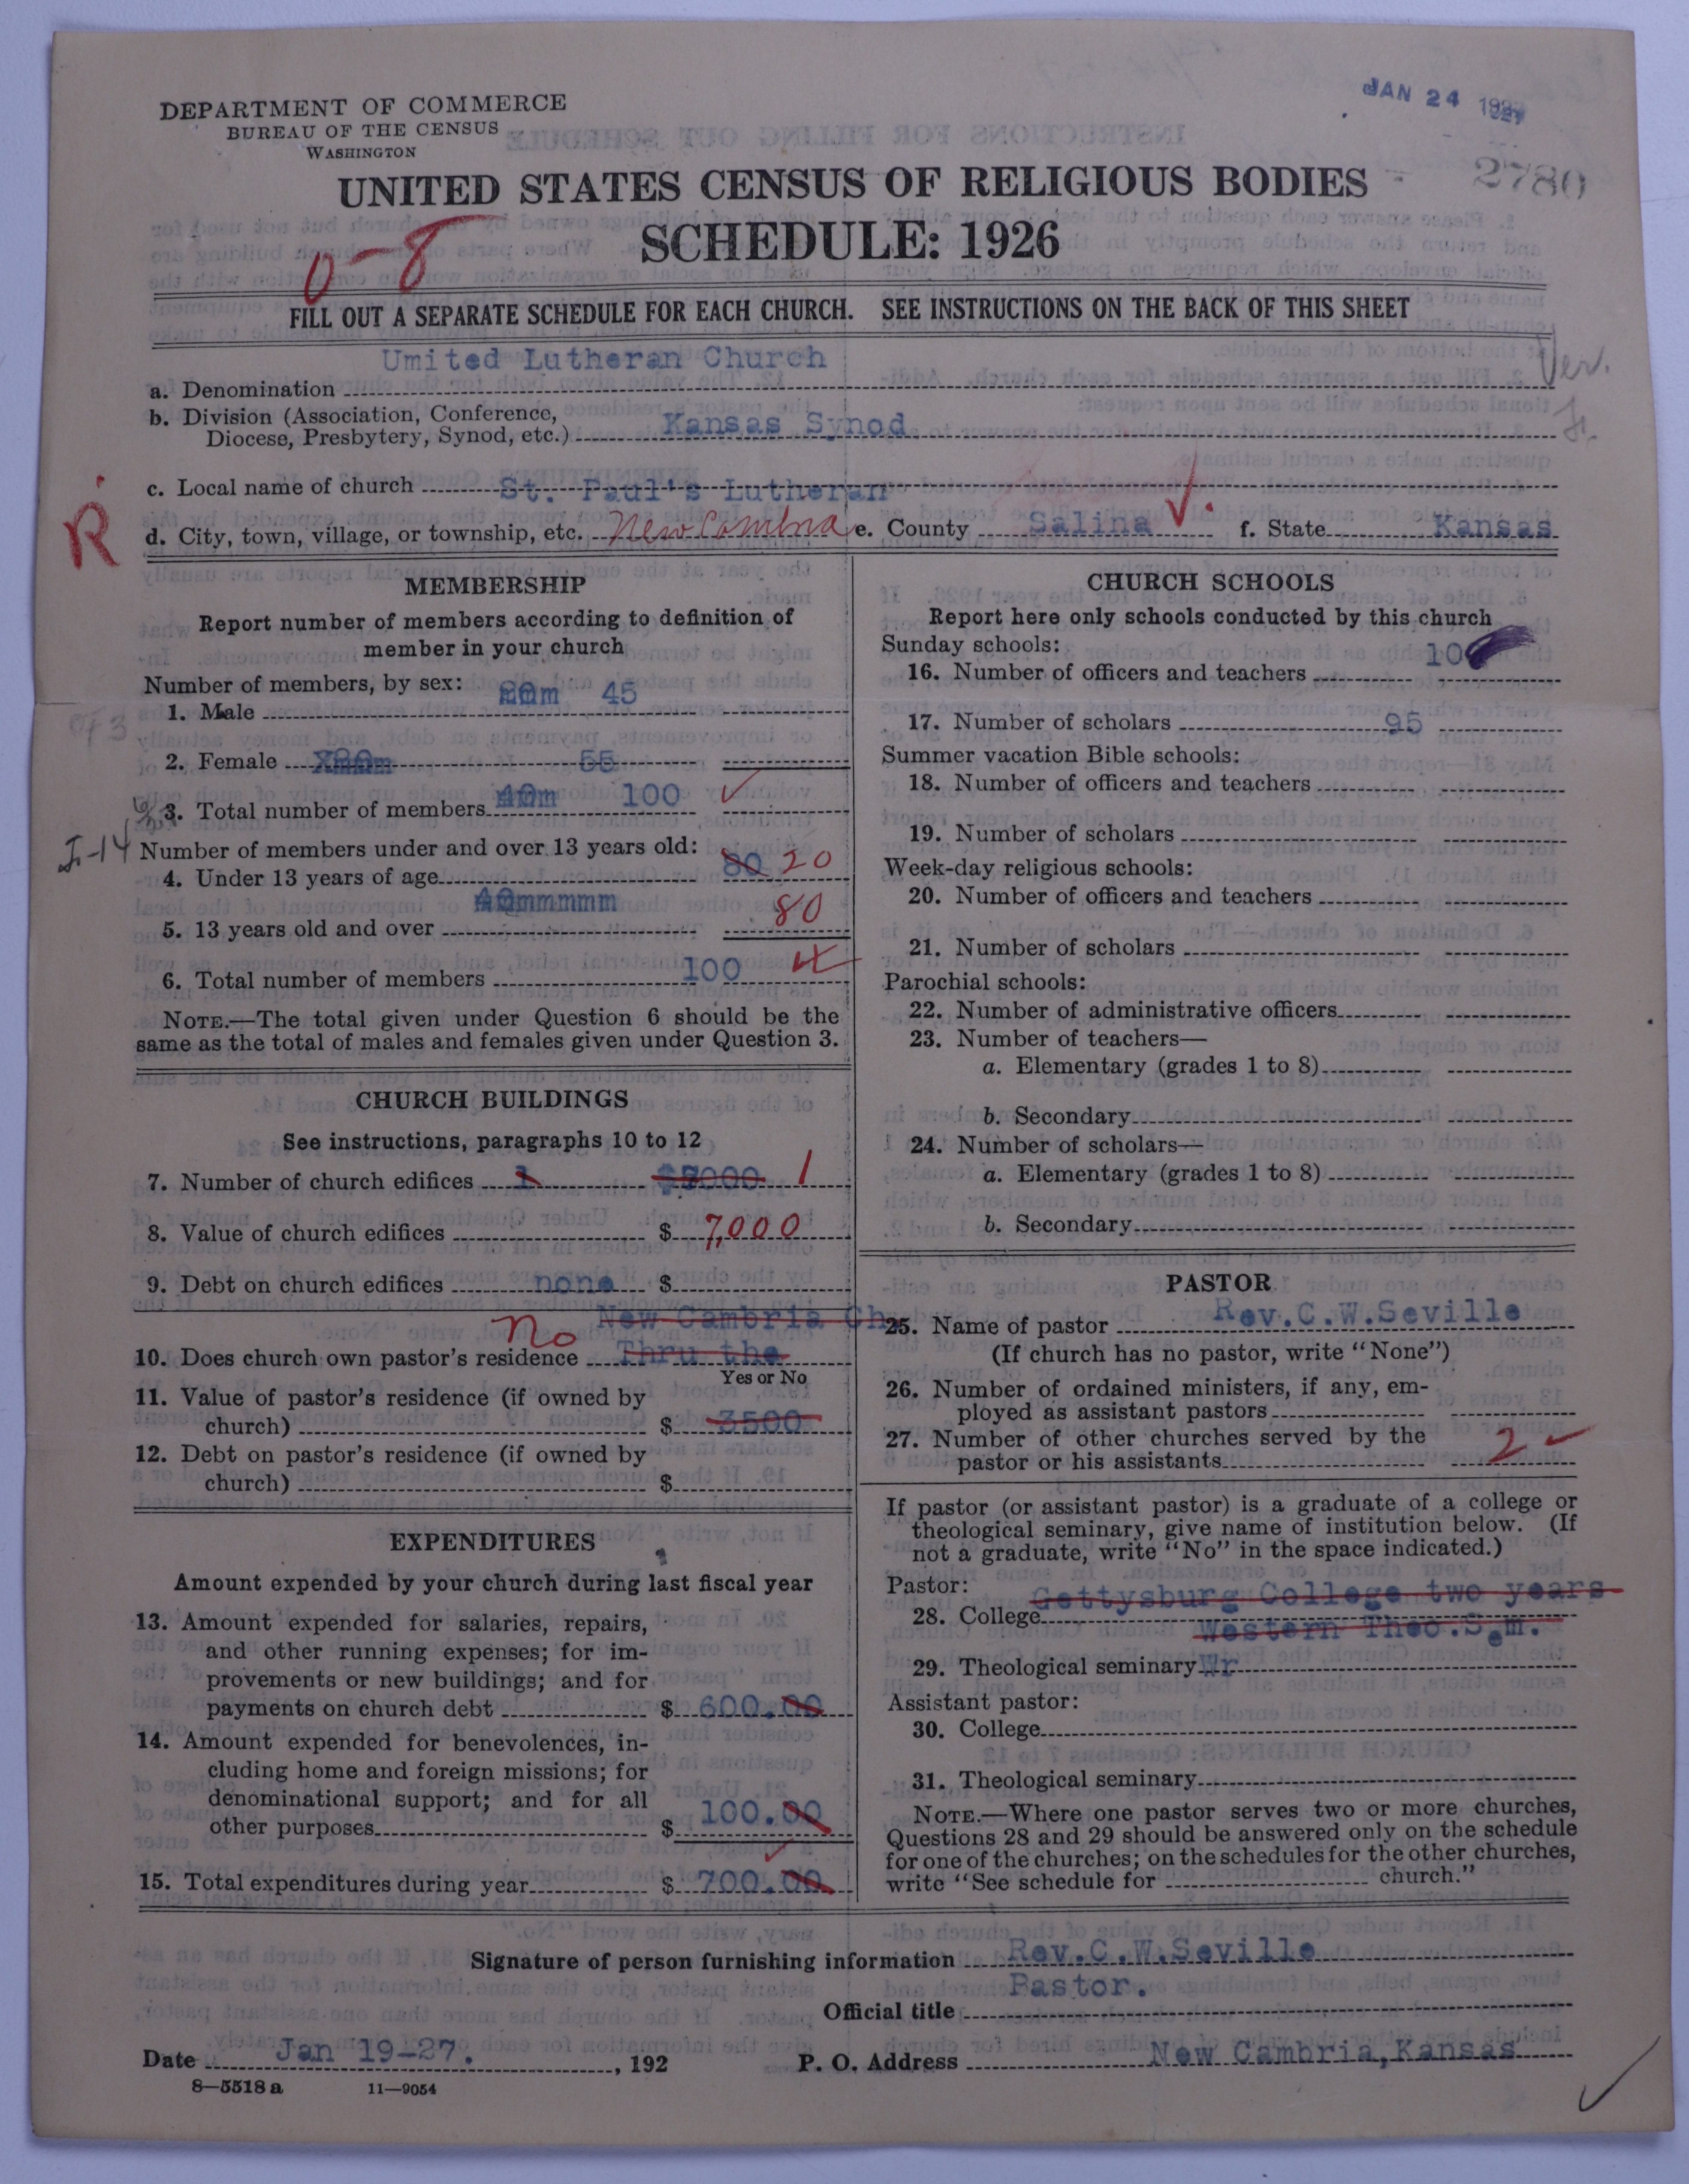 JAN 24 1927
DEPARTMENT OF COMMERCE
BUREAU OF THE CENSUS
WASHINGTON
2780
UNITED STATES CENSUS OF RELIGIOUS BODIES
SCHEDULE: 1926
0-8
FILL OUT A SEPARATE SCHEDULE FOR EACH CHURCH. SEE INSTRUCTIONS ON THE BACK OF THIS SHEET
Umited Lutheran Church
Ver.
a. Denomination
b. Division (Association, Conference,
Diocese, Presbytery, Synod, etc.) Kansas Synod
c. Local name of church St. Paul's Lutheran
R
d. City, town, village, or township, etc. New Cambria e. County Salina f. State Kansas
MEMBERSHIP
Report number of members according to definition of
member in your church
Number of members, by sex:
1. Male 20m 45
2. Female 55
3. Total number of members 40m 100
J-14
Number of members under and over 13 years old:
4. Under 13 years of age 80 20
5. 13 years old and over 80
6. Total number of members 100
NOTE.—The total given under Question 6 should be the
same as the total of males and females given under Question 3.
CHURCH BUILDINGS
See instructions, paragraphs 10 to 12
7. Number of church edifices 1 $7000 1
8. Value of church edifices $ 7,000
9. Debt on church edifices none $
New Cambria Ch
10. Does church own pastor's residence no Thru the
Yes or No
11. Value of pastor's residence (if owned by
church) $ 3500
12. Debt on pastor's residence (if owned by
church) $
EXPENDITURES
Amount expended by your church during last fiscal year
13. Amount expended for salaries, repairs,
and other running expenses; for im-
provements or new buildings; and for
payments on church debt $ 600.00
14. Amount expended for benevolences, in-
cluding home and foreign missions; for
denominational support; and for all
other purposes $ 100.00
15. Total expenditures during year $ 700.00
CHURCH SCHOOLS
Report here only schools conducted by this church
Sunday schools:
16. Number of officers and teachers 10
17. Number of scholars 95
Summer vacation Bible schools:
18. Number of officers and teachers
19. Number of scholars
Week-day religious schools:
20. Number of officers and teachers
21. Number of scholars
Parochial schools:
22. Number of administrative officers
23. Number of teachers—
a. Elementary (grades 1 to 8)
b. Secondary
24. Number of scholars—
a. Elementary (grades 1 to 8)
b. Secondary
PASTOR
25. Name of pastor Rev.C.W.Seville
(If church has no pastor, write "None")
26. Number of ordained ministers, if any, em-
ployed as assistant pastors
27. Number of other churches served by the
pastor or his assistants 2
If pastor (or assistant pastor) is a graduate of a college or
theological seminary, give name of institution below. (If
not a graduate, write "No" in the space indicated.)
Pastor:
Gettysburg College two years
28. College
Western Theo.Sem.
29. Theological seminary Wr
Assistant pastor:
30. College
31. Theological seminary
NOTE.—Where one pastor serves two or more churches,
Questions 28 and 29 should be answered only on the schedule
for one of the churches; on the schedules for the other churches,
write "See schedule for church."
Signature of person furnishing information Rev.C.W.Seville
Pastor.
Official title
Date Jan 19-27. , 192
P. O. Address New Cambria,Kansas
8—5518 a 11—9054